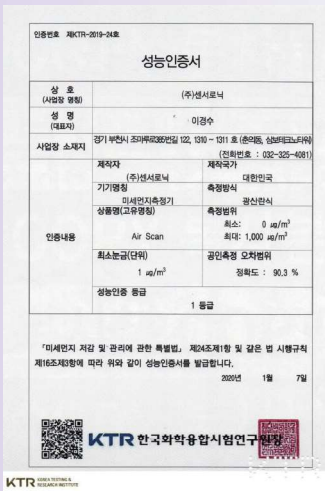 인증번호 제KTR-2019-24호
성능인증서
상 호
(사업장 명칭)
(주)센서로닉
성 명
(대표자)
이경수
사업장 소재지
경기 부천시 조마루로385번길 122, 1310 ~ 1311 호 (춘의동, 삼보테크노타워)
(전화번호 : 032-325-4081)
인증내용
제작자
(주)센서로닉
제작국가
대한민국
기기명칭
미세먼지측정기
측정방식
광산란식
상품명(고유명칭)
Air Scan
측정범위
최소: 0 ㎍/m³
최대: 1,000 ㎍/m³
최소눈금(단위)
1 ㎍/m³
공인측정 오차범위
정확도 : 90.3 %
성능인증 등급
1 등급
「미세먼지 저감 및 관리에 관한 특별법」 제24조제1항 및 같은 법 시행규칙
제16조제3항에 따라 위와 같이 성능인증서를 발급합니다.
2020년 1월 7일
KTR 한국화학융합시험연구원장
KTR KOREA TESTING & RESEARCH INSTITUTE